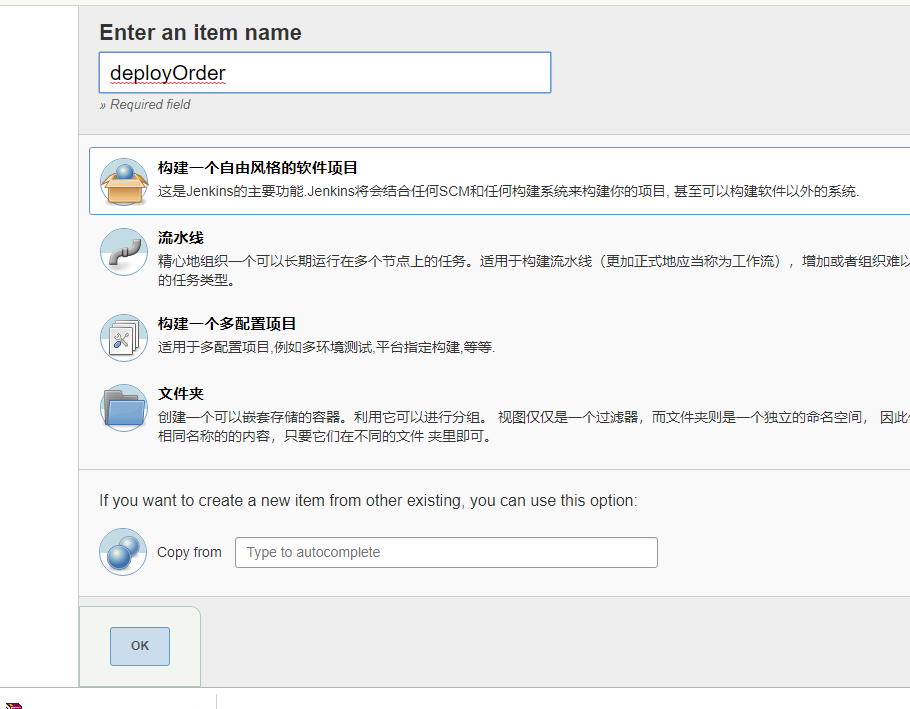 Enter an item name
deployOrder
» Required field
构建一个自由风格的软件项目
这是Jenkins的主要功能.Jenkins将会结合任何SCM和任何构建系统来构建你的项目, 甚至可以构建软件以外的系统.
流水线
精心地组织一个可以长期运行在多个节点上的任务。适用于构建流水线（更加正式地应当称为工作流），增加或者组织难以
的任务类型。
构建一个多配置项目
适用于多配置项目,例如多环境测试,平台指定构建,等等.
文件夹
创建一个可以嵌套存储的容器。利用它可以进行分组。 视图仅仅是一个过滤器，而文件夹则是一个独立的命名空间， 因此
相同名称的的内容，只要它们在不同的文件 夹里即可。
If you want to create a new item from other existing, you can use this option:
Copy from
Type to autocomplete
OK